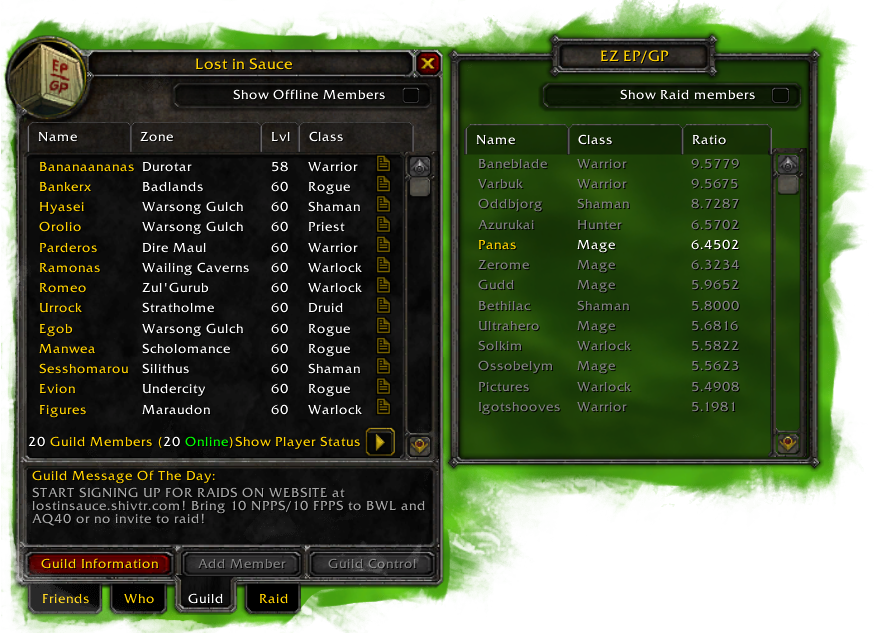 EP
GP
Lost in Sauce
Show Offline Members
Name Zone Lvl Class
Bananaananas Durotar 58 Warrior
Bankerx Badlands 60 Rogue
Hyasei Warsong Gulch 60 Shaman
Orolio Warsong Gulch 60 Priest
Parderos Dire Maul 60 Warrior
Ramonas Wailing Caverns 60 Warlock
Romeo Zul'Gurub 60 Warlock
Urrock Stratholme 60 Druid
Egob Warsong Gulch 60 Rogue
Manwea Scholomance 60 Rogue
Sesshomarou Silithus 60 Shaman
Evion Undercity 60 Rogue
Figures Maraudon 60 Warlock
20 Guild Members (20 Online) Show Player Status
Guild Message Of The Day:
START SIGNING UP FOR RAIDS ON WEBSITE at
lostinsauce.shivtr.com! Bring 10 NPPS/10 FPPS to BWL and
AQ40 or no invite to raid!
Guild Information Add Member Guild Control
Friends Who Guild Raid
EZ EP/GP
Show Raid members
Name Class Ratio
Baneblade Warrior 9.5779
Varbuk Warrior 9.5675
Oddbjorg Shaman 8.7287
Azurukai Hunter 6.5702
Panas Mage 6.4502
Zerome Mage 6.3234
Gudd Mage 5.9652
Bethilac Shaman 5.8000
Ultrahero Mage 5.6816
Solkim Warlock 5.5822
Ossobelym Mage 5.5623
Pictures Warlock 5.4908
Igotshooves Warrior 5.1981